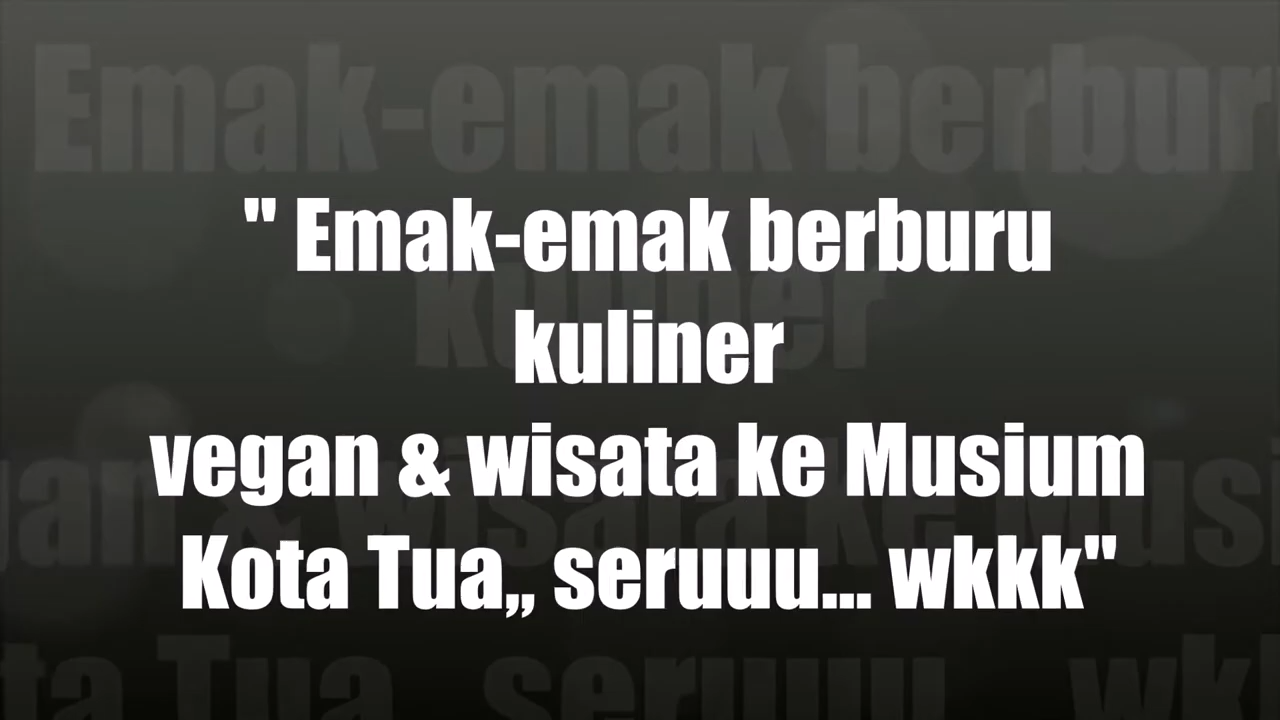 " Emak-emak berburu
kuliner
vegan & wisata ke Musium
Kota Tua,, seruuu... wkkk"